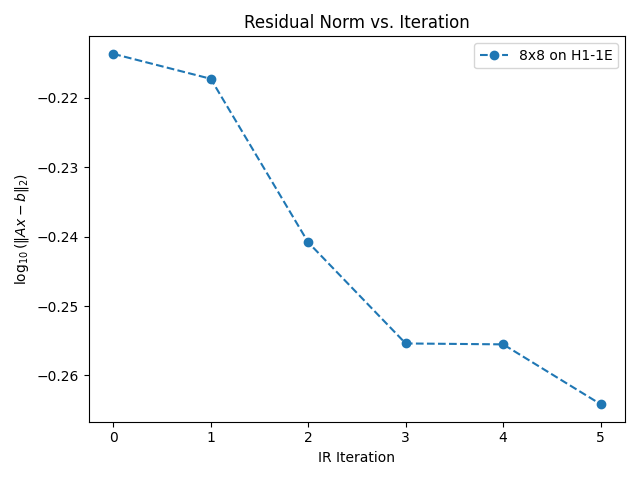 Residual Norm vs. Iteration
8x8 on H1-1E
log₁₀(‖Ax − b‖₂)
−0.22
−0.23
−0.24
−0.25
−0.26
0 1 2 3 4 5
IR Iteration